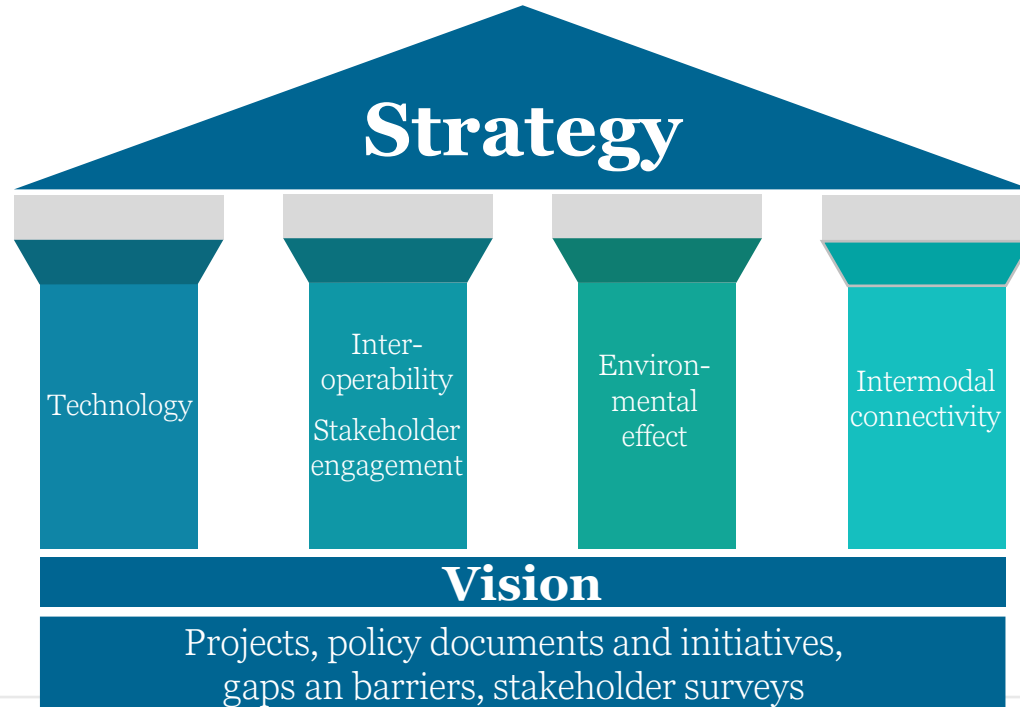 Strategy
Technology
Inter-
operability
Stakeholder
engagement
Environ-
mental
effect
Intermodal
connectivity
Vision
Projects, policy documents and initiatives,
gaps an barriers, stakeholder surveys